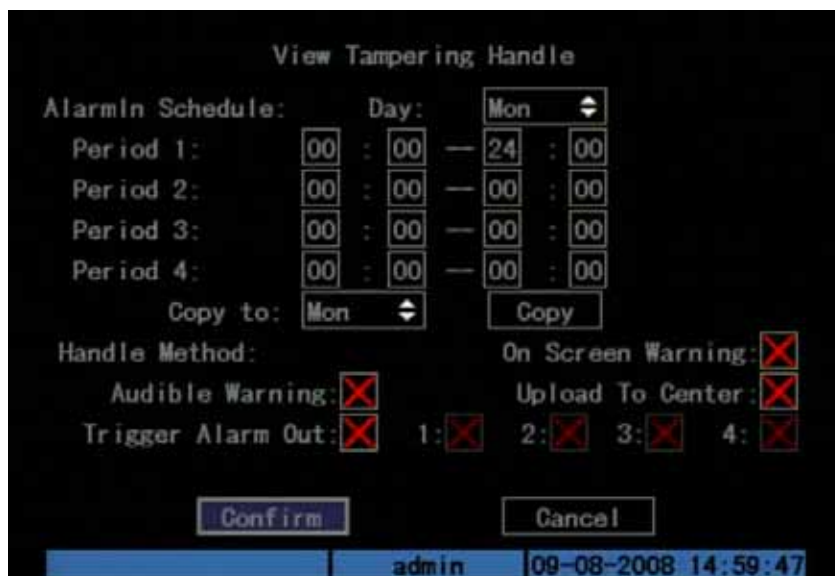 View Tampering Handle
AlarmIn Schedule: Day: Mon
Period 1: 00 : 00 — 24 : 00
Period 2: 00 : 00 — 00 : 00
Period 3: 00 : 00 — 00 : 00
Period 4: 00 : 00 — 00 : 00
Copy to: Mon Copy
Handle Method: On Screen Warning:
Audible Warning: Upload To Center:
Trigger Alarm Out: 1: 2: 3: 4:
Confirm Cancel
admin 09-08-2008 14:59:47